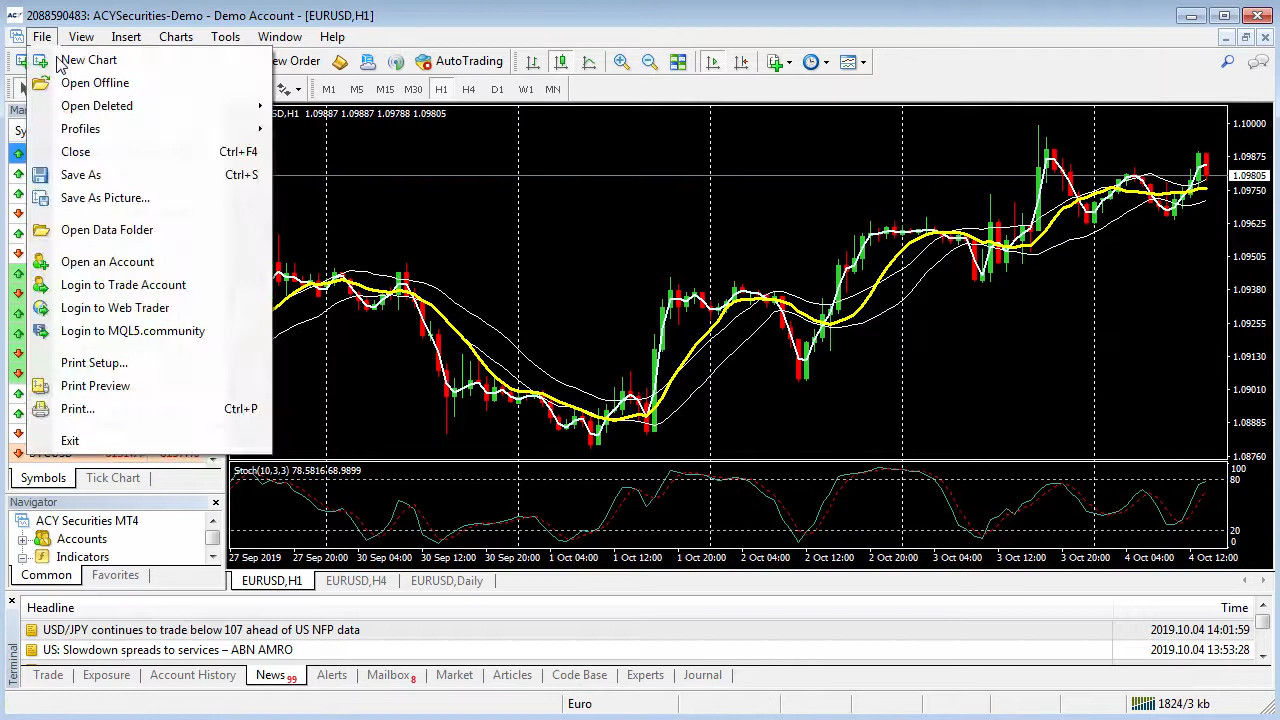 2088590483: ACYSecurities-Demo - Demo Account - [EURUSD,H1]
File View Insert Charts Tools Window Help
New Chart
Open Offline
Open Deleted
Profiles
Close Ctrl+F4
Save As Ctrl+S
Save As Picture...
Open Data Folder
Open an Account
Login to Trade Account
Login to Web Trader
Login to MQL5.community
Print Setup...
Print Preview
Print... Ctrl+P
Exit
Order AutoTrading
M1 M5 M15 M30 H1 H4 D1 W1 MN
H1 1.09887 1.09887 1.09788 1.09805
1.10000
1.09875
1.09805
1.09750
1.09625
1.09505
1.09380
1.09255
1.09130
1.09010
1.08885
1.08760
Symbols Tick Chart
Stoch(10,3,3) 78.5816 68.9899
100
80
20
0
27 Sep 2019 27 Sep 20:00 30 Sep 04:00 30 Sep 12:00 30 Sep 20:00 1 Oct 04:00 1 Oct 12:00 1 Oct 20:00 2 Oct 04:00 2 Oct 12:00 2 Oct 20:00 3 Oct 04:00 3 Oct 12:00 3 Oct 20:00 4 Oct 04:00 4 Oct 12:00
Navigator
ACY Securities MT4
Accounts
Indicators
Common Favorites
EURUSD,H1 EURUSD,H4 EURUSD,Daily
Headline Time
USD/JPY continues to trade below 107 ahead of US NFP data 2019.10.04 14:01:59
US: Slowdown spreads to services – ABN AMRO 2019.10.04 13:53:28
Terminal
Trade Exposure Account History News 99 Alerts Mailbox 8 Market Articles Code Base Experts Journal
Euro 1824/3 kb